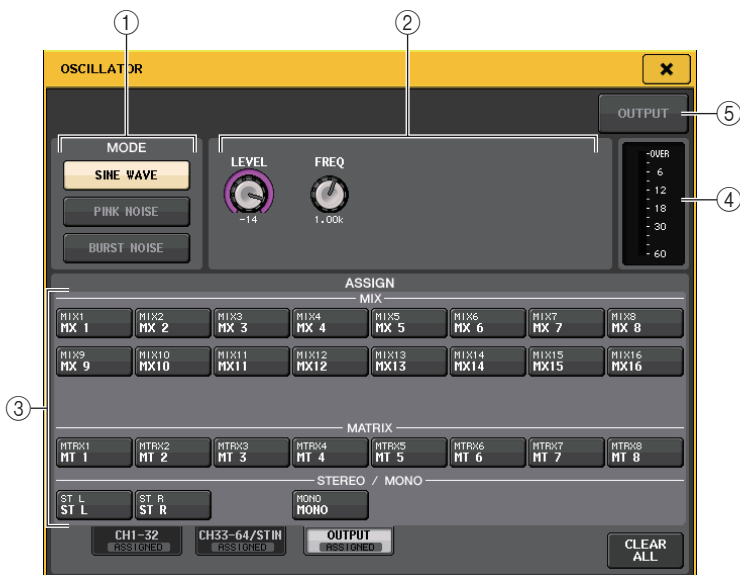 ① ②
OSCILLATOR
OUTPUT ⑤
MODE
SINE WAVE
PINK NOISE
BURST NOISE
LEVEL FREQ
-14 1.00k
-OVER
- 6
- 12
- 18
- 30
- 60
④
ASSIGN
③
MIX
MIX1 MIX2 MIX3 MIX4 MIX5 MIX6 MIX7 MIX8
MX 1 MX 2 MX 3 MX 4 MX 5 MX 6 MX 7 MX 8
MIX9 MIX10 MIX11 MIX12 MIX13 MIX14 MIX15 MIX16
MX 9 MX10 MX11 MX12 MX13 MX14 MX15 MX16
MATRIX
MTRX1 MTRX2 MTRX3 MTRX4 MTRX5 MTRX6 MTRX7 MTRX8
MT 1 MT 2 MT 3 MT 4 MT 5 MT 6 MT 7 MT 8
STEREO / MONO
ST L ST R MONO
ST L ST R MONO
CH1-32 CH33-64/STIN OUTPUT
ASSIGNED ASSIGNED ASSIGNED
CLEAR
ALL